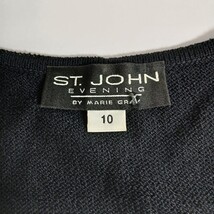 ST. JOHN
EVENING
BY MARIE GRAY
10